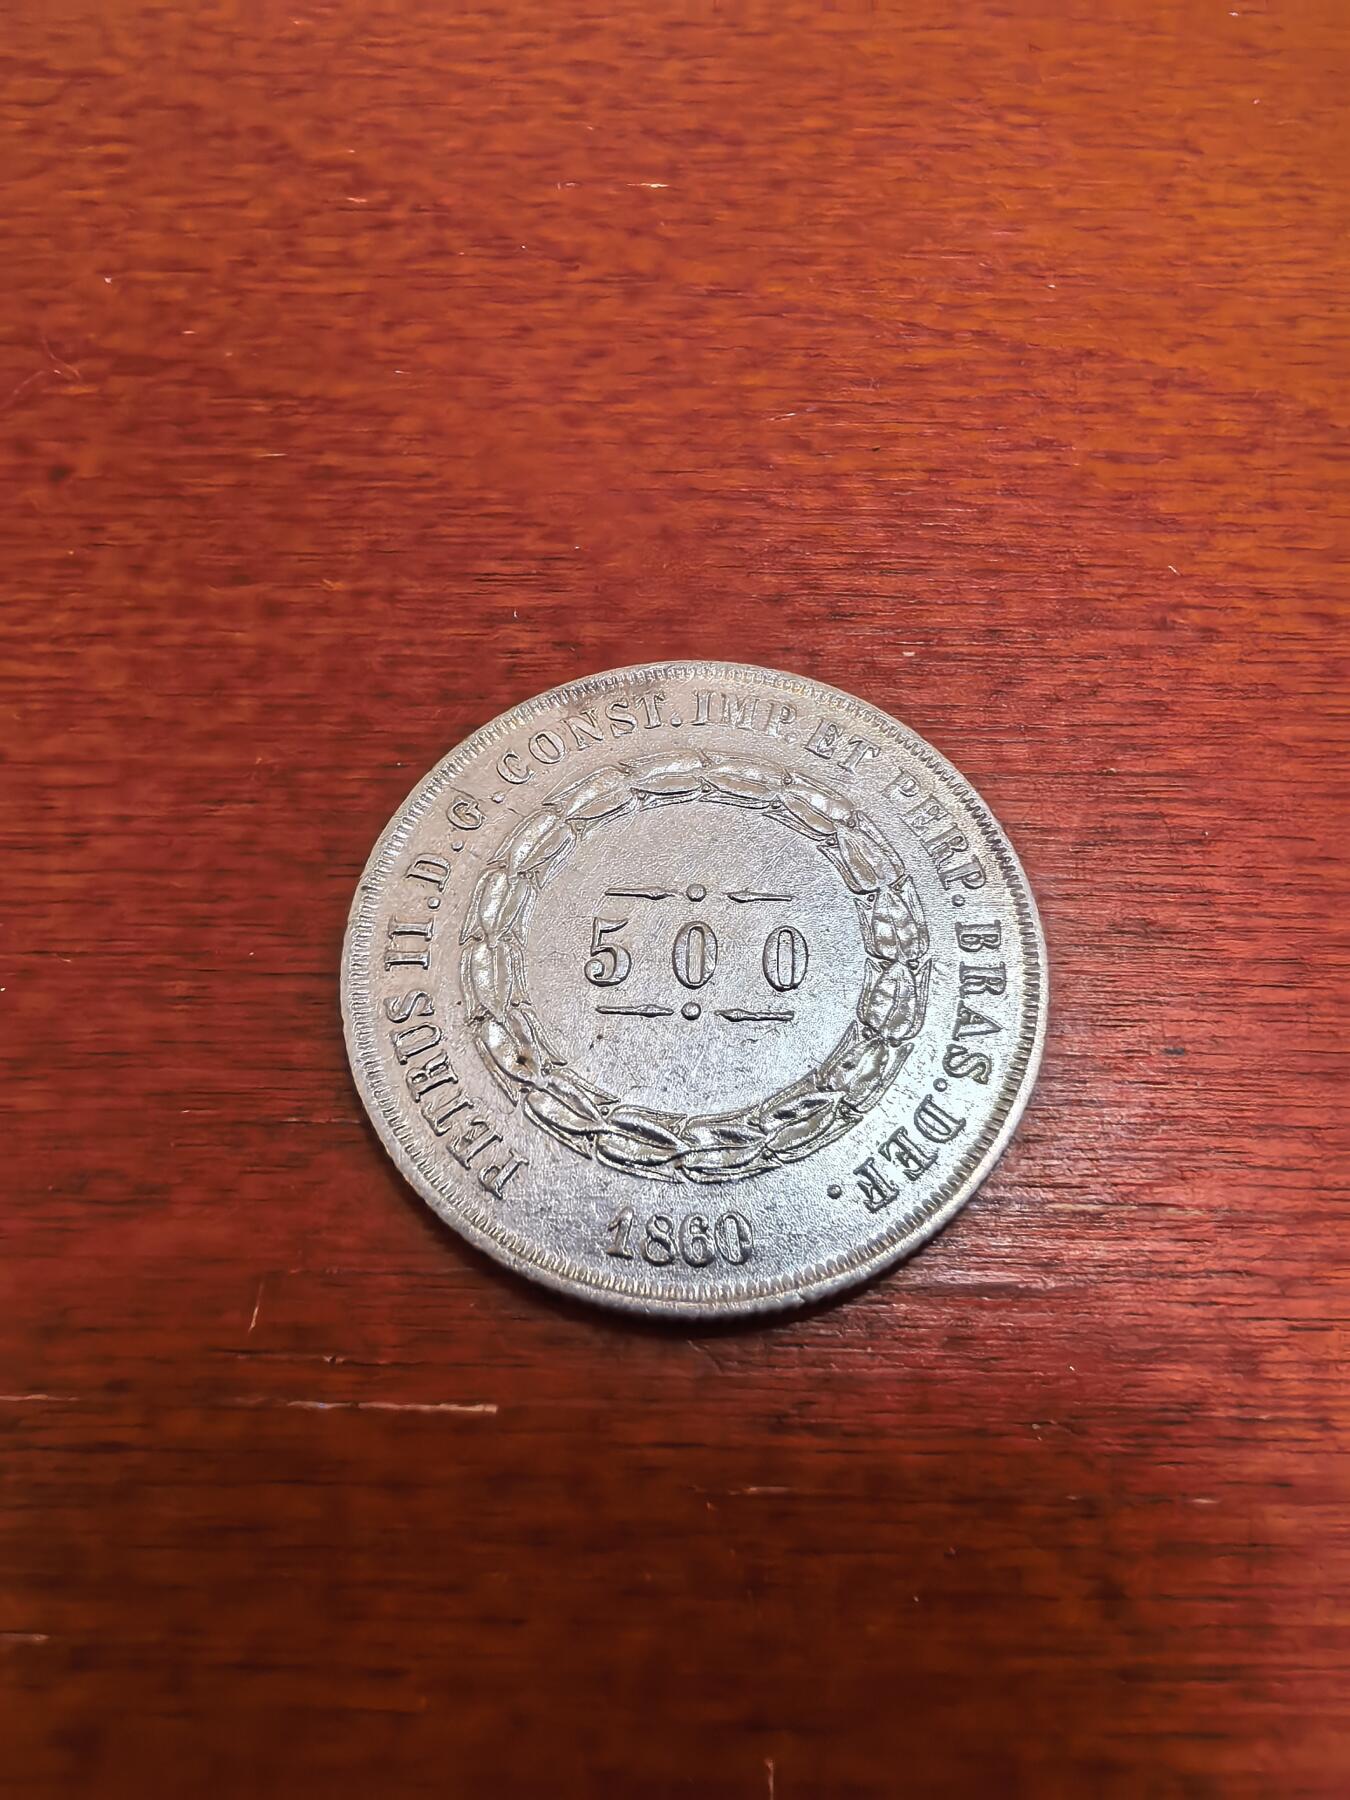 PETRUS II. D. G. CONST. IMP. ET PERP. BRAS. DEF.
500
1860